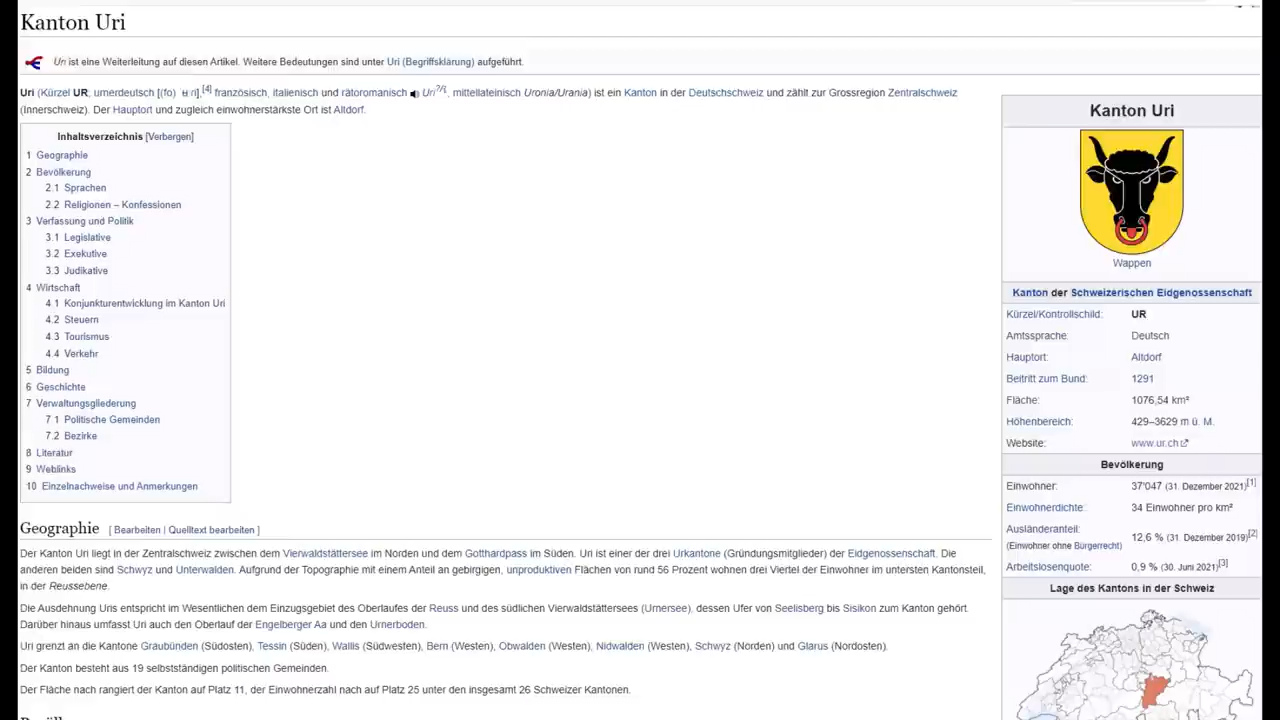 Kanton Uri
Uri ist eine Weiterleitung auf diesen Artikel. Weitere Bedeutungen sind unter Uri (Begriffsklärung) aufgeführt.
Uri (Kürzel UR, urnerdeutsch [(ʃo) ʉri],[4] französisch, italienisch und rätoromanisch Uri?/i, mittellateinisch Uronia/Urania) ist ein Kanton in der Deutschschweiz und zählt zur Grossregion Zentralschweiz
(Innerschweiz). Der Hauptort und zugleich einwohnerstärkste Ort ist Altdorf.
Inhaltsverzeichnis [Verbergen]
1 Geographie
2 Bevölkerung
2.1 Sprachen
2.2 Religionen – Konfessionen
3 Verfassung und Politik
3.1 Legislative
3.2 Exekutive
3.3 Judikative
4 Wirtschaft
4.1 Konjunkturentwicklung im Kanton Uri
4.2 Steuern
4.3 Tourismus
4.4 Verkehr
5 Bildung
6 Geschichte
7 Verwaltungsgliederung
7.1 Politische Gemeinden
7.2 Bezirke
8 Literatur
9 Weblinks
10 Einzelnachweise und Anmerkungen
Geographie [ Bearbeiten | Quelltext bearbeiten ]
Der Kanton Uri liegt in der Zentralschweiz zwischen dem Vierwaldstättersee im Norden und dem Gotthardpass im Süden. Uri ist einer der drei Urkantone (Gründungsmitglieder) der Eidgenossenschaft. Die
anderen beiden sind Schwyz und Unterwalden. Aufgrund der Topographie mit einem Anteil an gebirgigen, unproduktiven Flächen von rund 56 Prozent wohnen drei Viertel der Einwohner im untersten Kantonsteil,
in der Reussebene.
Die Ausdehnung Uris entspricht im Wesentlichen dem Einzugsgebiet des Oberlaufes der Reuss und des südlichen Vierwaldstättersees (Urnersee), dessen Ufer von Seelisberg bis Sisikon zum Kanton gehört.
Darüber hinaus umfasst Uri auch den Oberlauf der Engelberger Aa und den Urnerboden.
Uri grenzt an die Kantone Graubünden (Südosten), Tessin (Süden), Wallis (Südwesten), Bern (Westen), Obwalden (Westen), Nidwalden (Westen), Schwyz (Norden) und Glarus (Nordosten).
Der Kanton besteht aus 19 selbstständigen politischen Gemeinden.
Der Fläche nach rangiert der Kanton auf Platz 11, der Einwohnerzahl nach auf Platz 25 unter den insgesamt 26 Schweizer Kantonen.
Kanton Uri
Wappen
Kanton der Schweizerischen Eidgenossenschaft
Kürzel/Kontrollschild: UR
Amtssprache: Deutsch
Hauptort: Altdorf
Beitritt zum Bund: 1291
Fläche: 1076,54 km²
Höhenbereich: 429–3629 m ü. M.
Website: www.ur.ch
Bevölkerung
Einwohner: 37'047 (31. Dezember 2021)[1]
Einwohnerdichte: 34 Einwohner pro km²
Ausländeranteil: 12,6 % (31. Dezember 2019)[2]
(Einwohner ohne Bürgerrecht)
Arbeitslosenquote: 0,9 % (30. Juni 2021)[3]
Lage des Kantons in der Schweiz